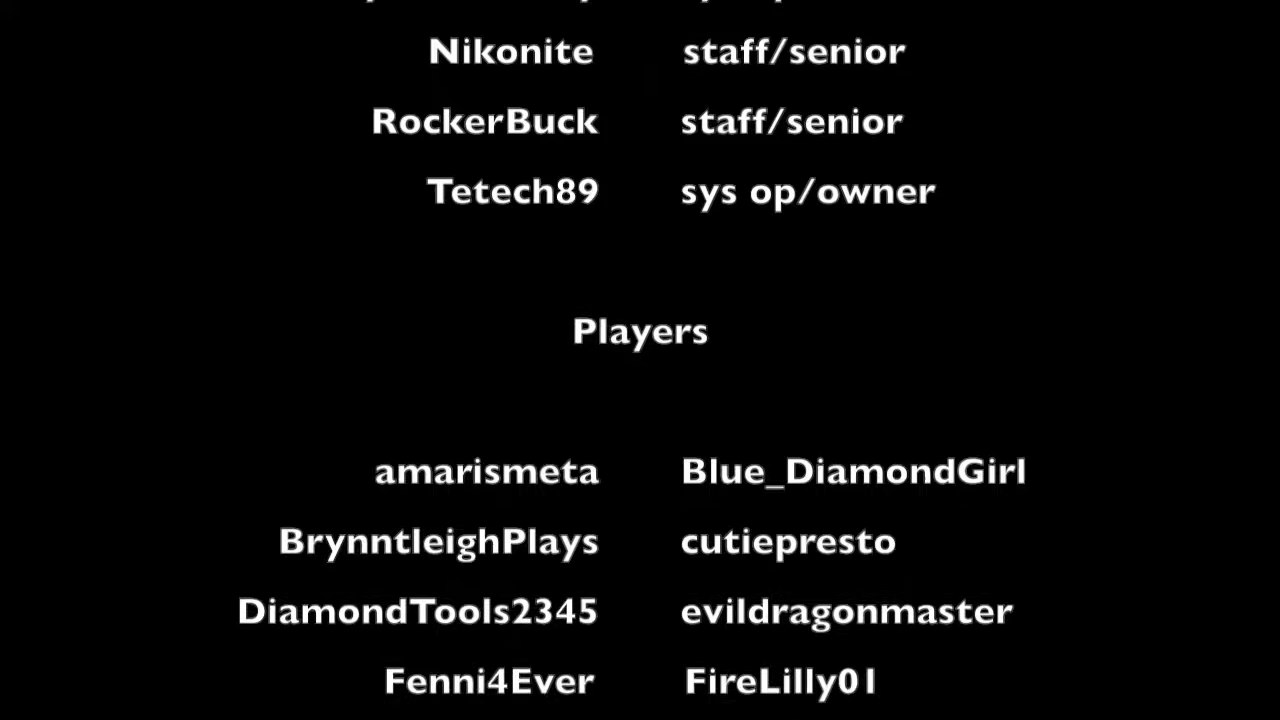 Nikonite staff/senior
RockerBuck staff/senior
Tetech89 sys op/owner
Players
amarismeta Blue_DiamondGirl
BrynntleighPlays cutiepresto
DiamondTools2345 evildragonmaster
Fenni4Ever FireLilly01